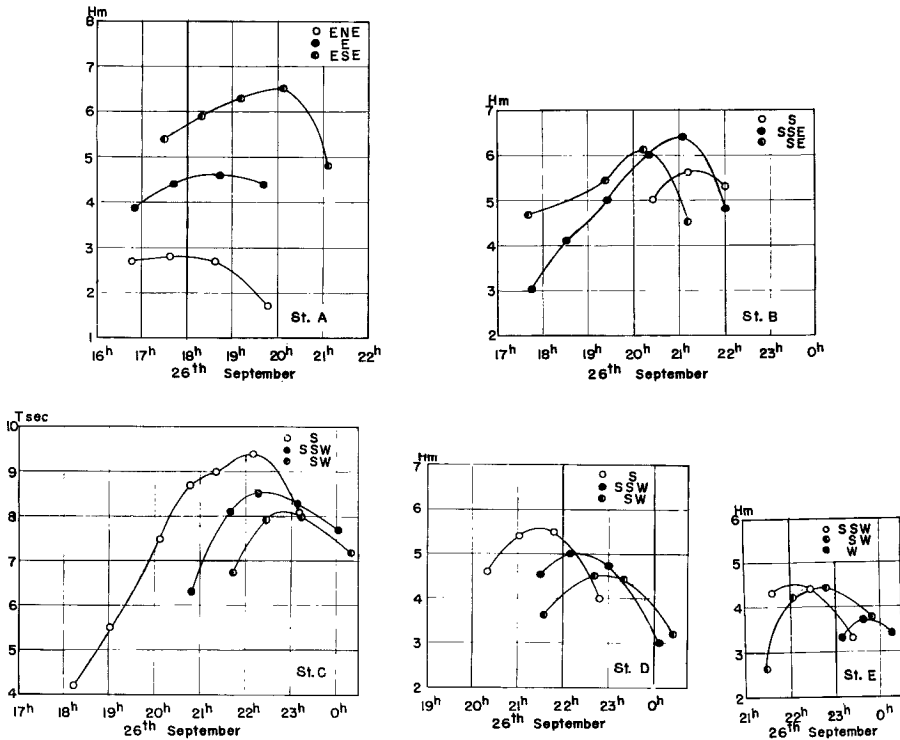 Hm
ENE
E
ESE
8
7
6
5
4
3
2
1
St. A
16h 17h 18h 19h 20h 21h 22h
26th September
Hm
S
SSE
SE
7
6
5
4
3
2
St. B
17h 18h 19h 20h 21h 22h 23h 0h
26th September
T sec
S
SSW
SW
10
9
8
7
6
5
4
St. C
17h 18h 19h 20h 21h 22h 23h 0h
26th September
Hm
S
SSW
SW
7
6
5
4
3
2
St. D
19h 20h 21h 22h 23h 0h
26th September
Hm
SSW
SW
W
6
5
4
3
2
St. E
21h 22h 23h 0h
26th September